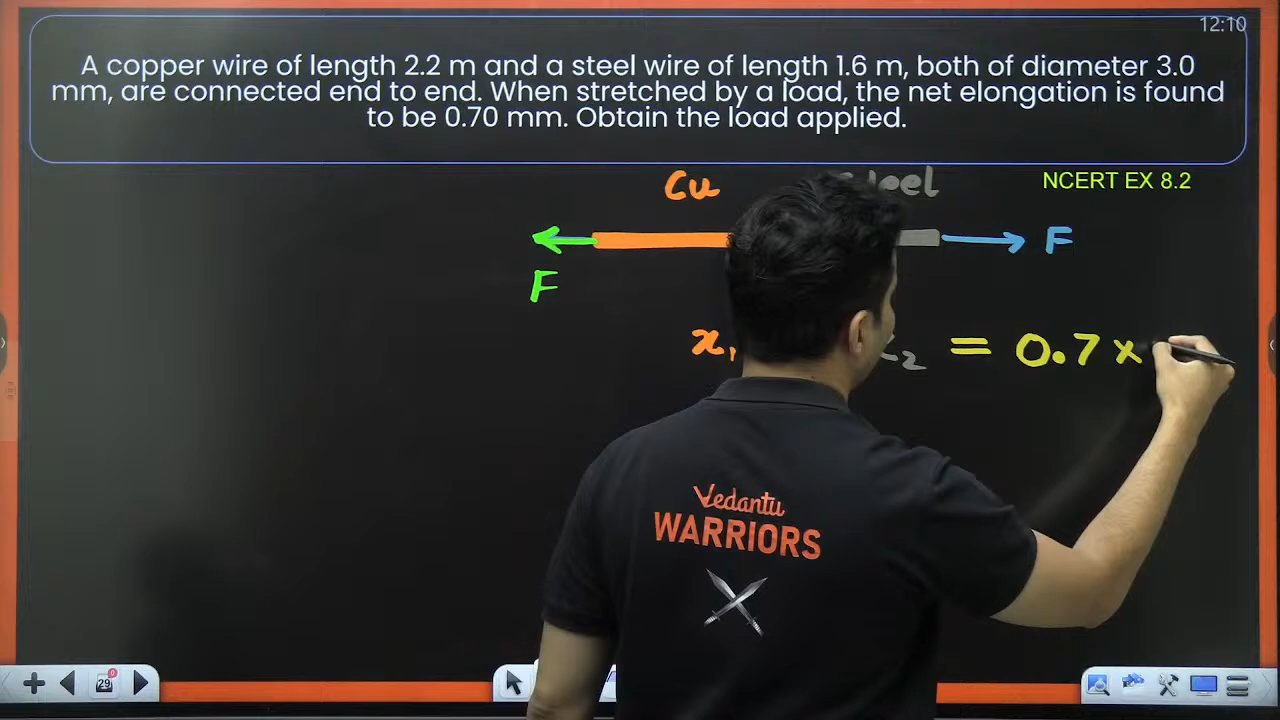 12:10
A copper wire of length 2.2 m and a steel wire of length 1.6 m, both of diameter 3.0
mm, are connected end to end. When stretched by a load, the net elongation is found
to be 0.70 mm. Obtain the load applied.
Cu
NCERT EX 8.2
F
F
x₁
= 0.7 x
Vedantu
WARRIORS
29